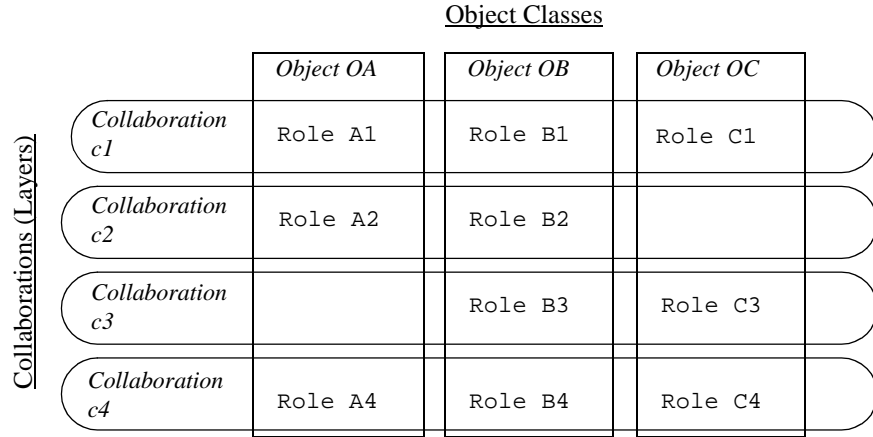 Object Classes
Object OA Object OB Object OC
Collaboration
c1
Role A1 Role B1 Role C1
Collaboration
c2
Role A2 Role B2
Collaboration
c3
Role B3 Role C3
Collaboration
c4
Role A4 Role B4 Role C4
Collaborations (Layers)